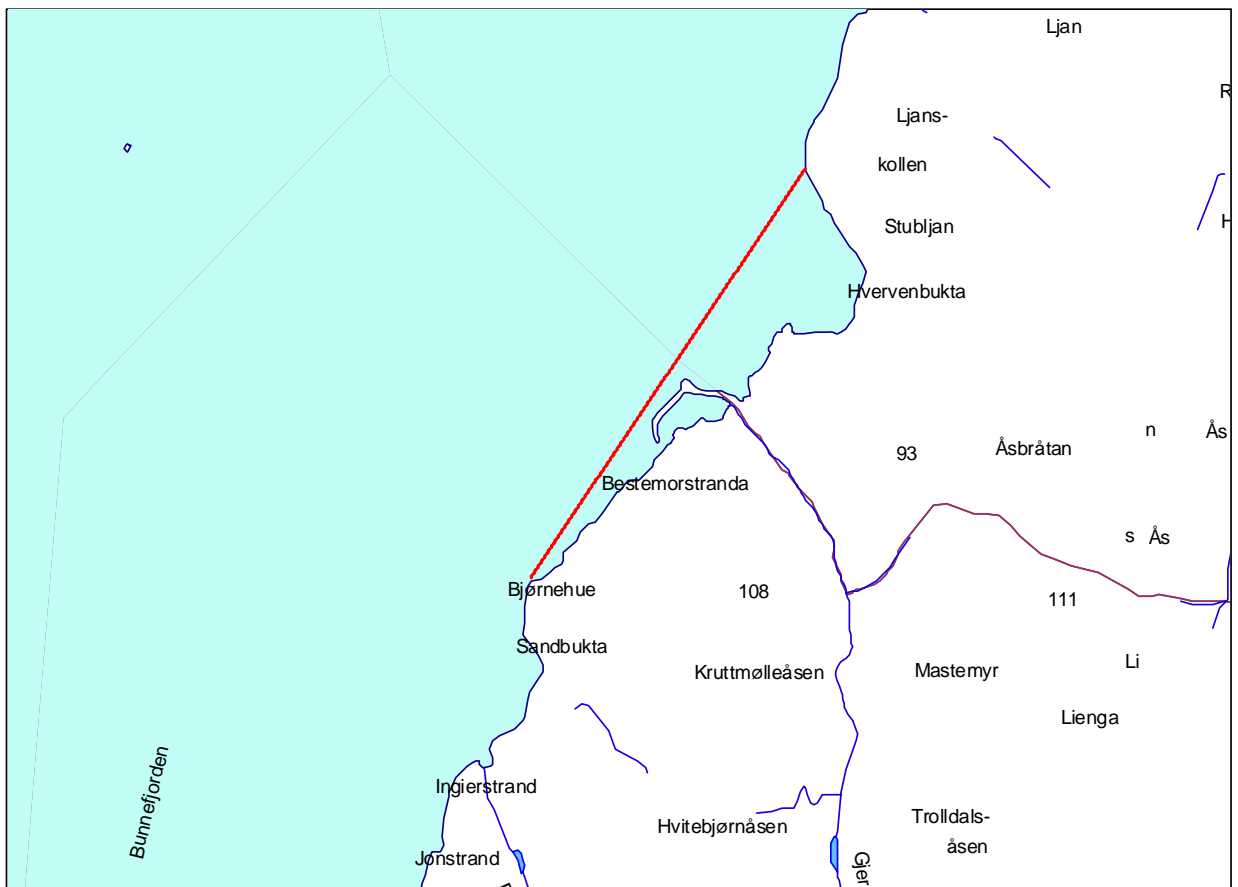 Ljan
R
Ljans-
kollen
H
Stubljan
Hvervenbukta
n
Ås
93
Åsbråtan
Bestemorstranda
s
Ås
Bjørnehue
108
111
Sandbukta
Kruttmølleåsen
Mastemyr
Li
Lienga
Bunnefjorden
Ingierstrand
Hvitebjørnåsen
Trolldals-
åsen
Jonstrand
Gjer